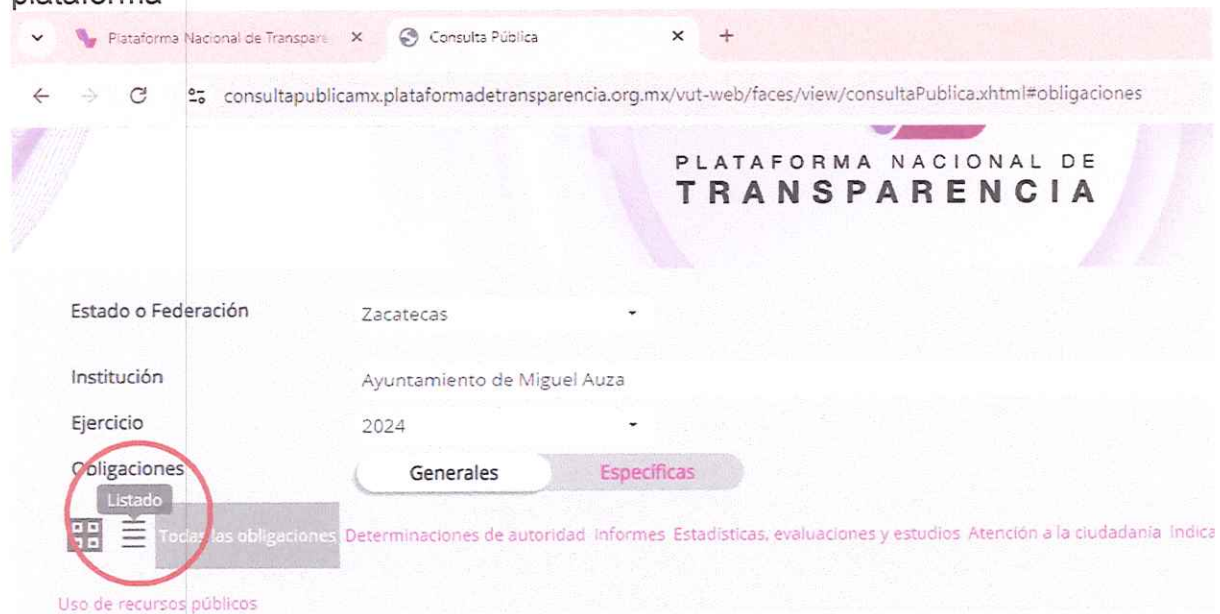 plataforma
Plataforma Nacional de Transpare
Consulta Pública
consultapublicamx.plataformadetransparencia.org.mx/vut-web/faces/view/consultaPublica.xhtml#obligaciones
PLATAFORMA NACIONAL DE
TRANSPARENCIA
Estado o Federación Zacatecas
Institución Ayuntamiento de Miguel Auza
Ejercicio 2024
Obligaciones Generales Específicas
Listado
Todas las obligaciones Determinaciones de autoridad Informes Estadísticas, evaluaciones y estudios Atención a la ciudadanía Indica
Uso de recursos públicos